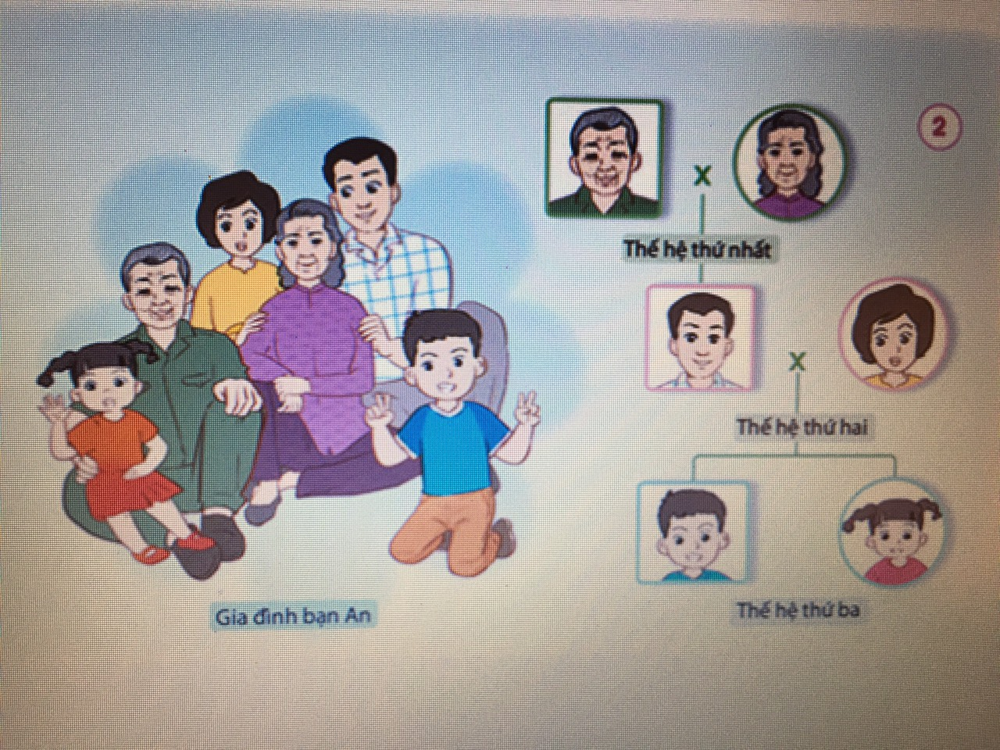 2
X
Thế hệ thứ nhất
X
Thế hệ thứ hai
Thế hệ thứ ba
Gia đình bạn An